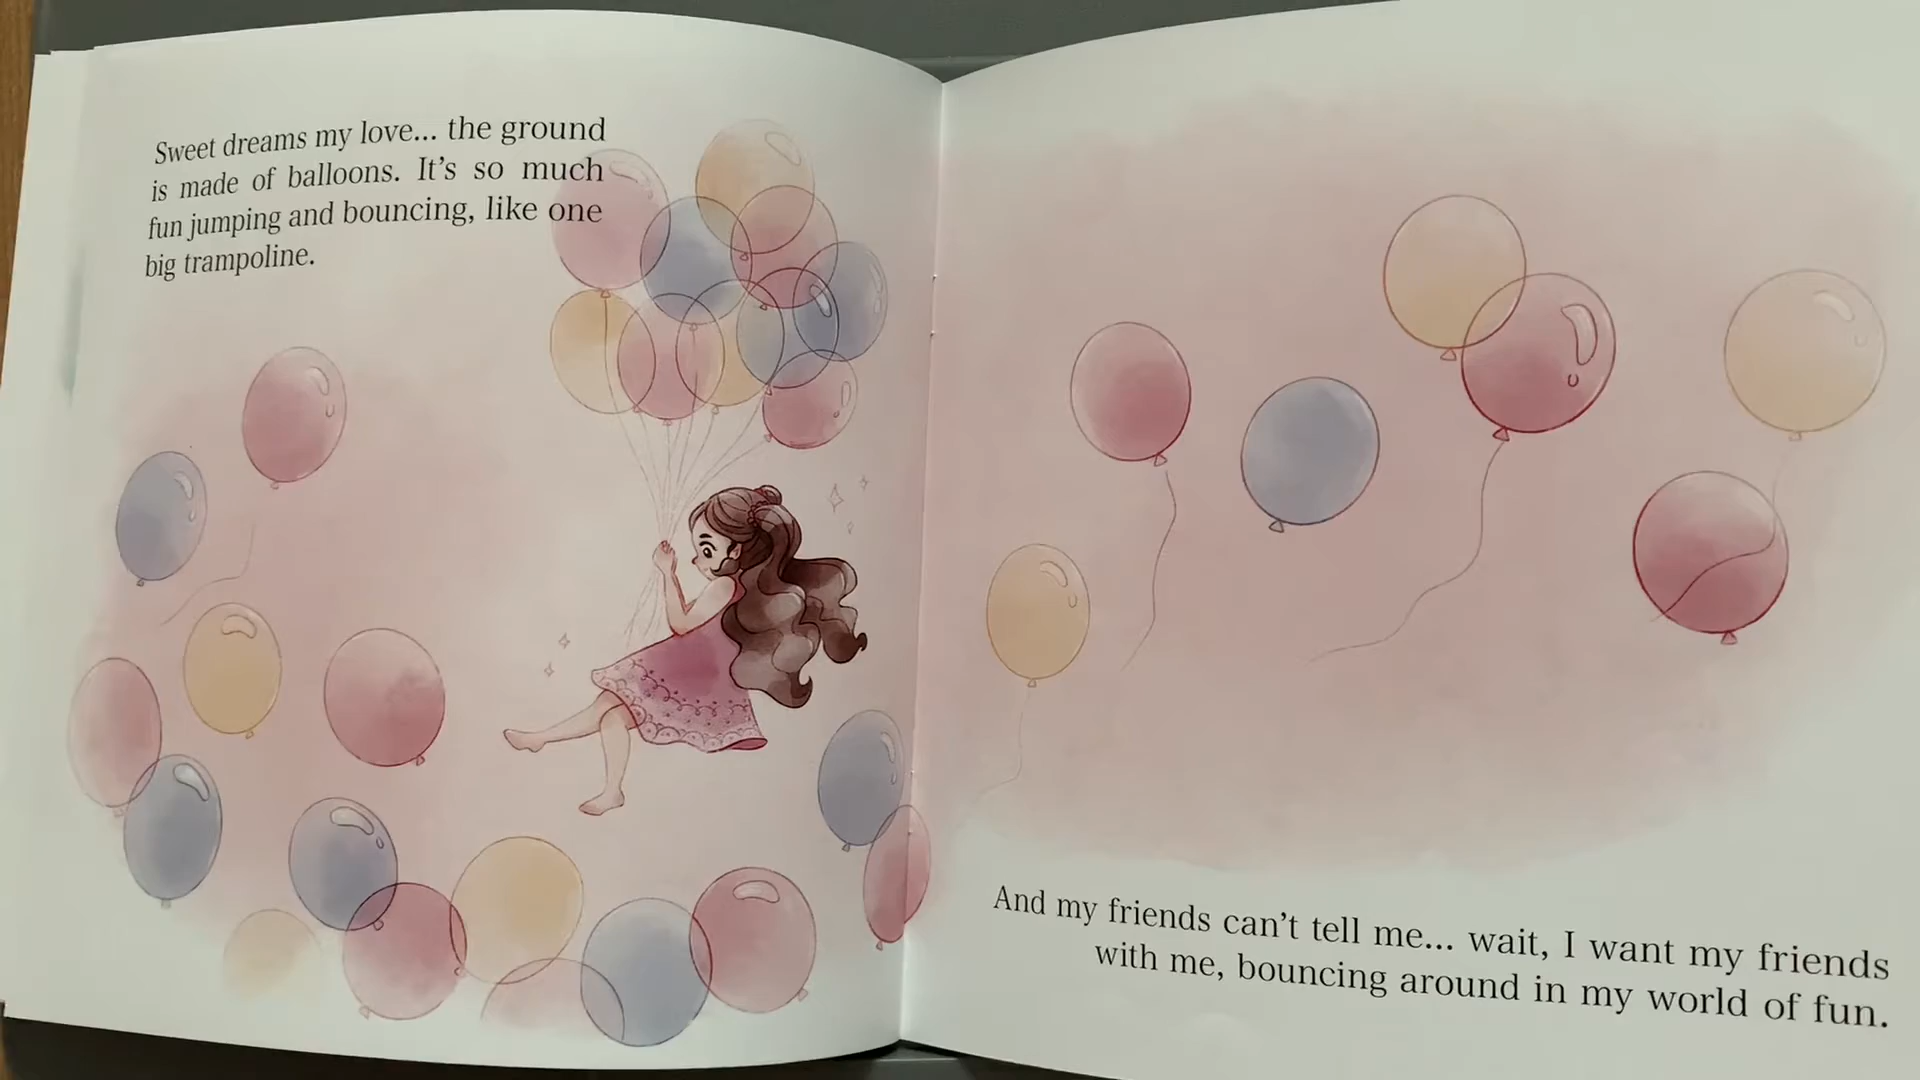 Sweet dreams my love... the ground
is made of balloons. It's so much
fun jumping and bouncing, like one
big trampoline.
And my friends can't tell me... wait, I want my friends
with me, bouncing around in my world of fun.